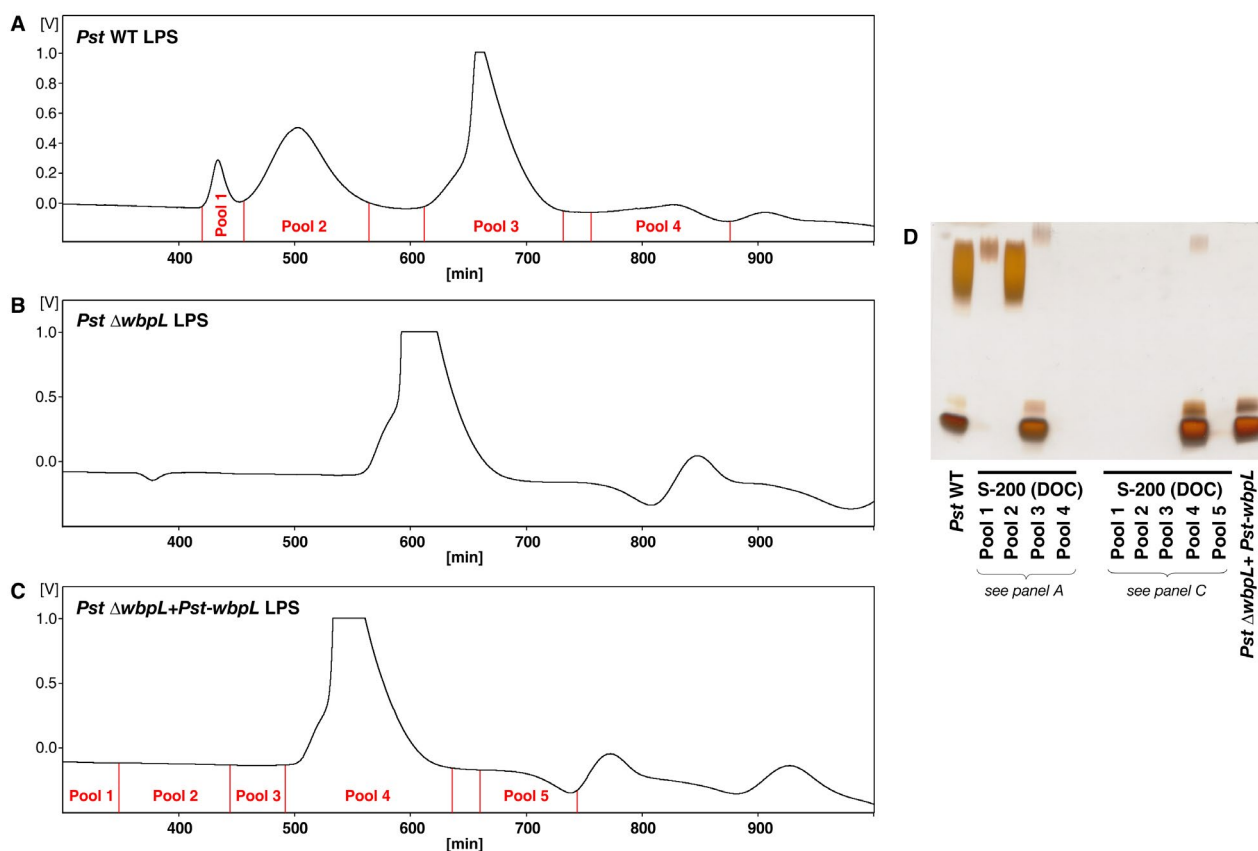 A
[V]
Pst WT LPS
1.0
0.8
0.6
0.4
0.2
0.0
Pool 1
Pool 2
Pool 3
Pool 4
400 500 600 700 800 900
[min]
B
[V]
Pst ΔwbpL LPS
1.0
0.5
0.0
400 500 600 700 800 900
[min]
C
[V]
Pst ΔwbpL+Pst-wbpL LPS
1.0
0.5
0.0
Pool 1 Pool 2 Pool 3 Pool 4 Pool 5
400 500 600 700 800 900
[min]
D
Pst WT
S-200 (DOC)
Pool 1
Pool 2
Pool 3
Pool 4
see panel A
S-200 (DOC)
Pool 1
Pool 2
Pool 3
Pool 4
Pool 5
see panel C
Pst ΔwbpL+ Pst-wbpL